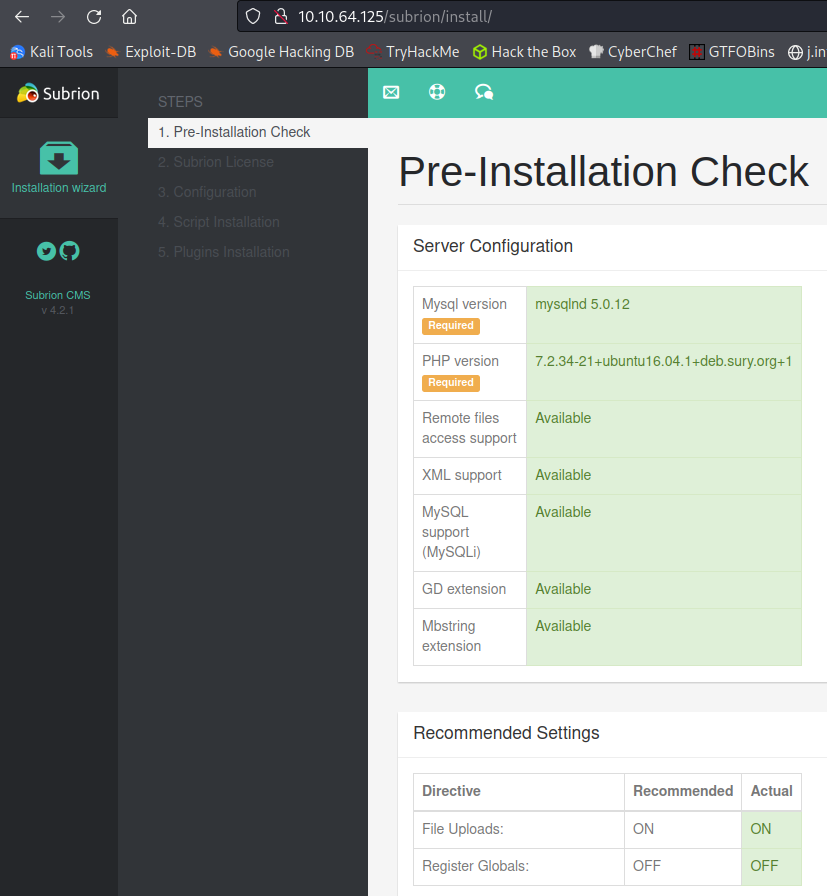 10.10.64.125/subrion/install/
Kali Tools Exploit-DB Google Hacking DB TryHackMe Hack the Box CyberChef GTFOBins j.in
Subrion
Installation wizard
Subrion CMS
v 4.2.1
STEPS
1. Pre-Installation Check
2. Subrion License
3. Configuration
4. Script Installation
5. Plugins Installation
Pre-Installation Check
Server Configuration
Mysql version mysqlnd 5.0.12
Required
PHP version 7.2.34-21+ubuntu16.04.1+deb.sury.org+1
Required
Remote files Available
access support
XML support Available
MySQL Available
support
(MySQLi)
GD extension Available
Mbstring Available
extension
Recommended Settings
Directive Recommended Actual
File Uploads: ON ON
Register Globals: OFF OFF